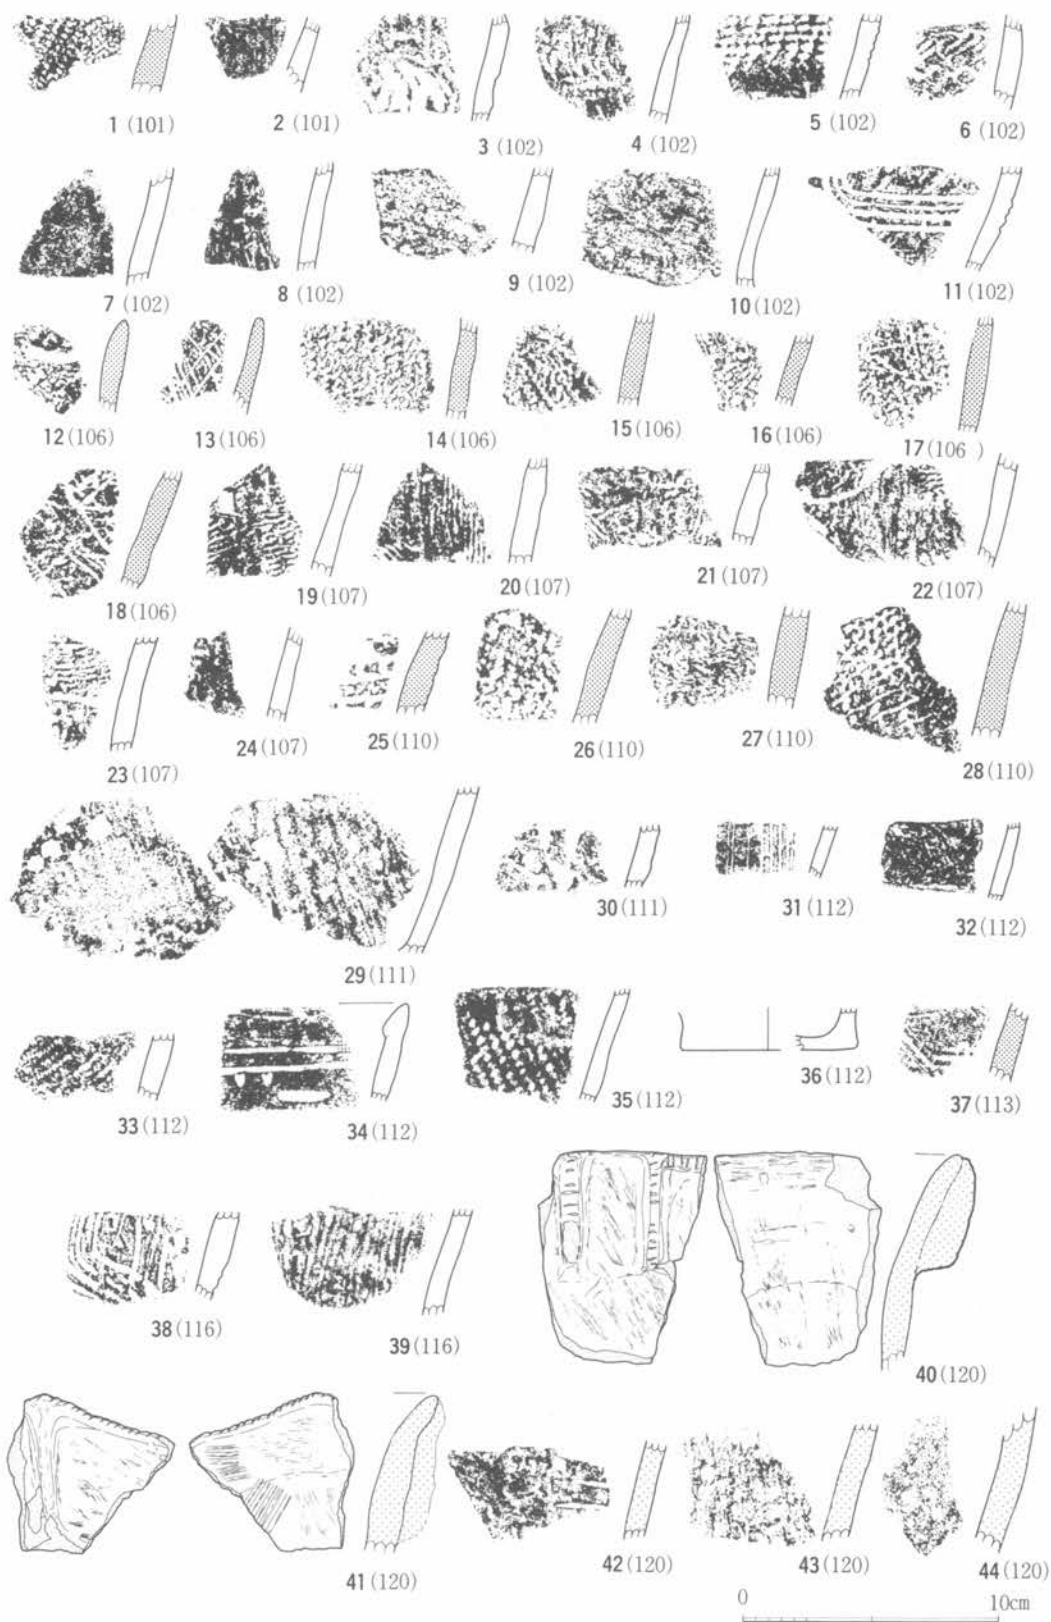 1 (101) 2 (101) 3 (102) 4 (102) 5 (102) 6 (102)
7 (102) 8 (102) 9 (102) 10 (102) 11 (102)
12 (106) 13 (106) 14 (106) 15 (106) 16 (106) 17 (106 )
18 (106) 19 (107) 20 (107) 21 (107) 22 (107)
23 (107) 24 (107) 25 (110) 26 (110) 27 (110) 28 (110)
29 (111) 30 (111) 31 (112) 32 (112)
33 (112) 34 (112) 35 (112) 36 (112) 37 (113)
38 (116) 39 (116) 40 (120)
41 (120) 42 (120) 43 (120) 44 (120)
0 10cm